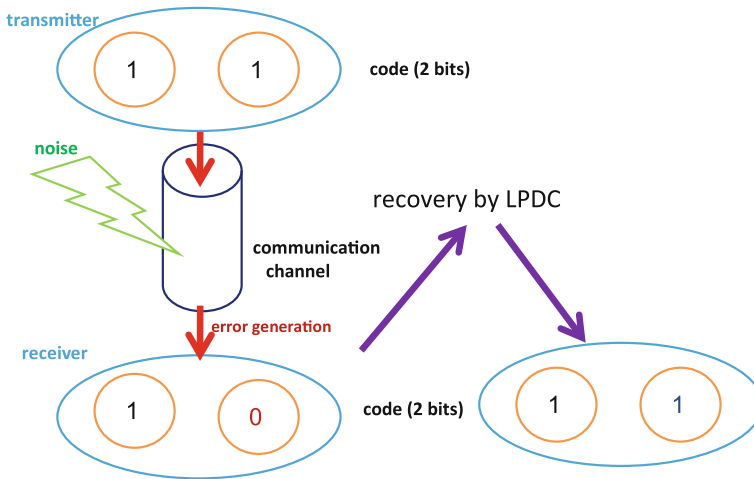 transmitter
1 1
code (2 bits)
noise
recovery by LPDC
communication
channel
error generation
receiver
1 0
code (2 bits)
1 1